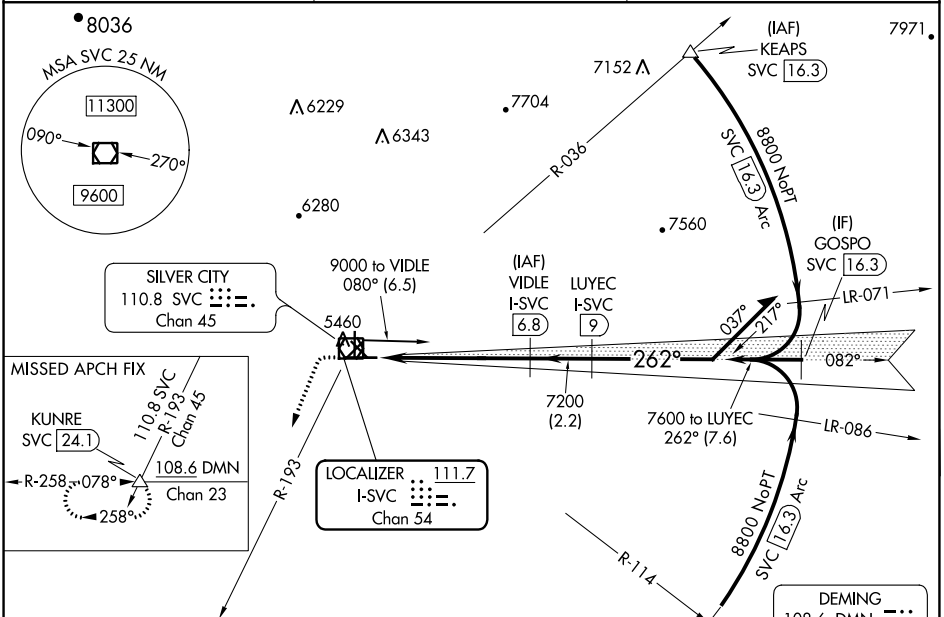 8036
MSA SVC 25 NM
11300
090°
270°
9600
6229
6343
7704
7152
6280
7560
7971
(IAF)
KEAPS
SVC 16.3
R-036
8800 NoPT
SVC 16.3 Arc
(IF)
GOSPO
SVC 16.3
LR-071
SILVER CITY
110.8 SVC
Chan 45
9000 to VIDLE
080° (6.5)
(IAF)
VIDLE
I-SVC
6.8
LUYEC
I-SVC
9
5460
037°
217°
262°
082°
7200
(2.2)
7600 to LUYEC
262° (7.6)
LR-086
MISSED APCH FIX
KUNRE
SVC 24.1
110.8 SVC
R-193
Chan 45
108.6 DMN
Chan 23
R-258
078°
258°
R-193
LOCALIZER 111.7
I-SVC
Chan 54
R-114
8800 NoPT
SVC 16.3 Arc
DEMING
108.6 DMN